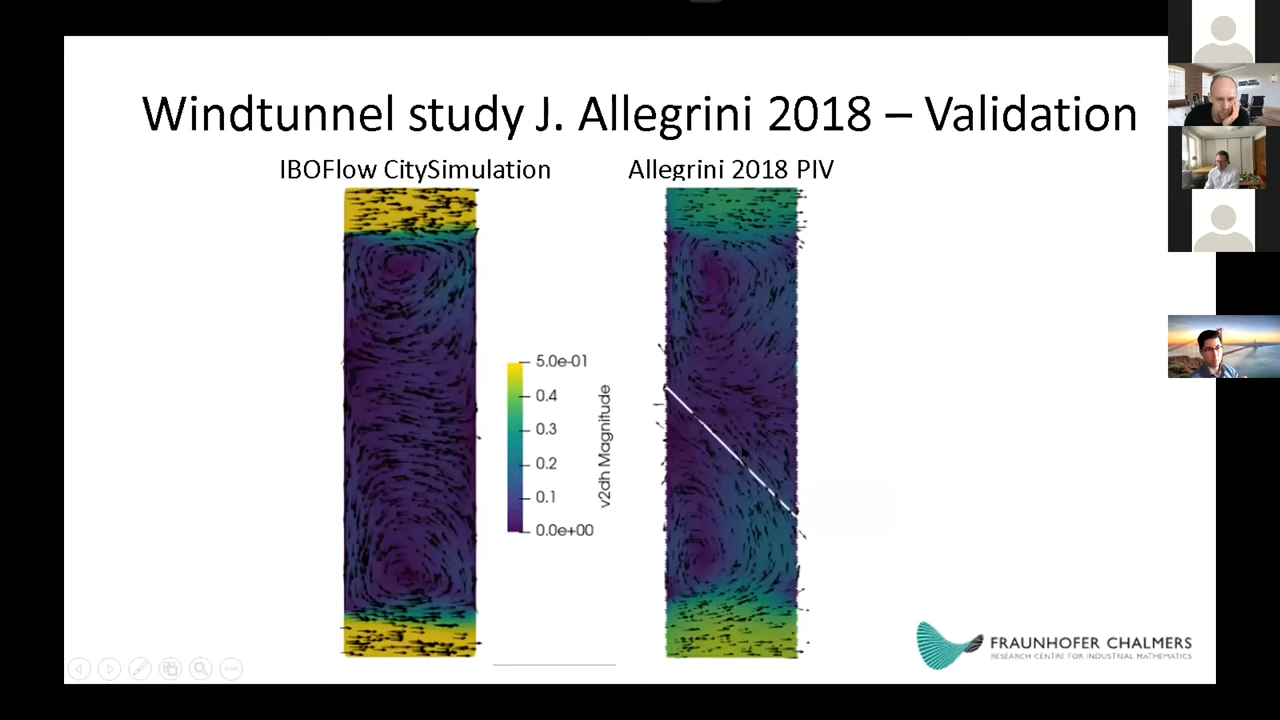 Windtunnel study J. Allegrini 2018 – Validation
IBOFlow CitySimulation
Allegrini 2018 PIV
5.0e-01
0.4
0.3
0.2
0.1
0.0e+00
v2dh Magnitude
FRAUNHOFER CHALMERS
RESEARCH CENTRE FOR INDUSTRIAL MATHEMATICS